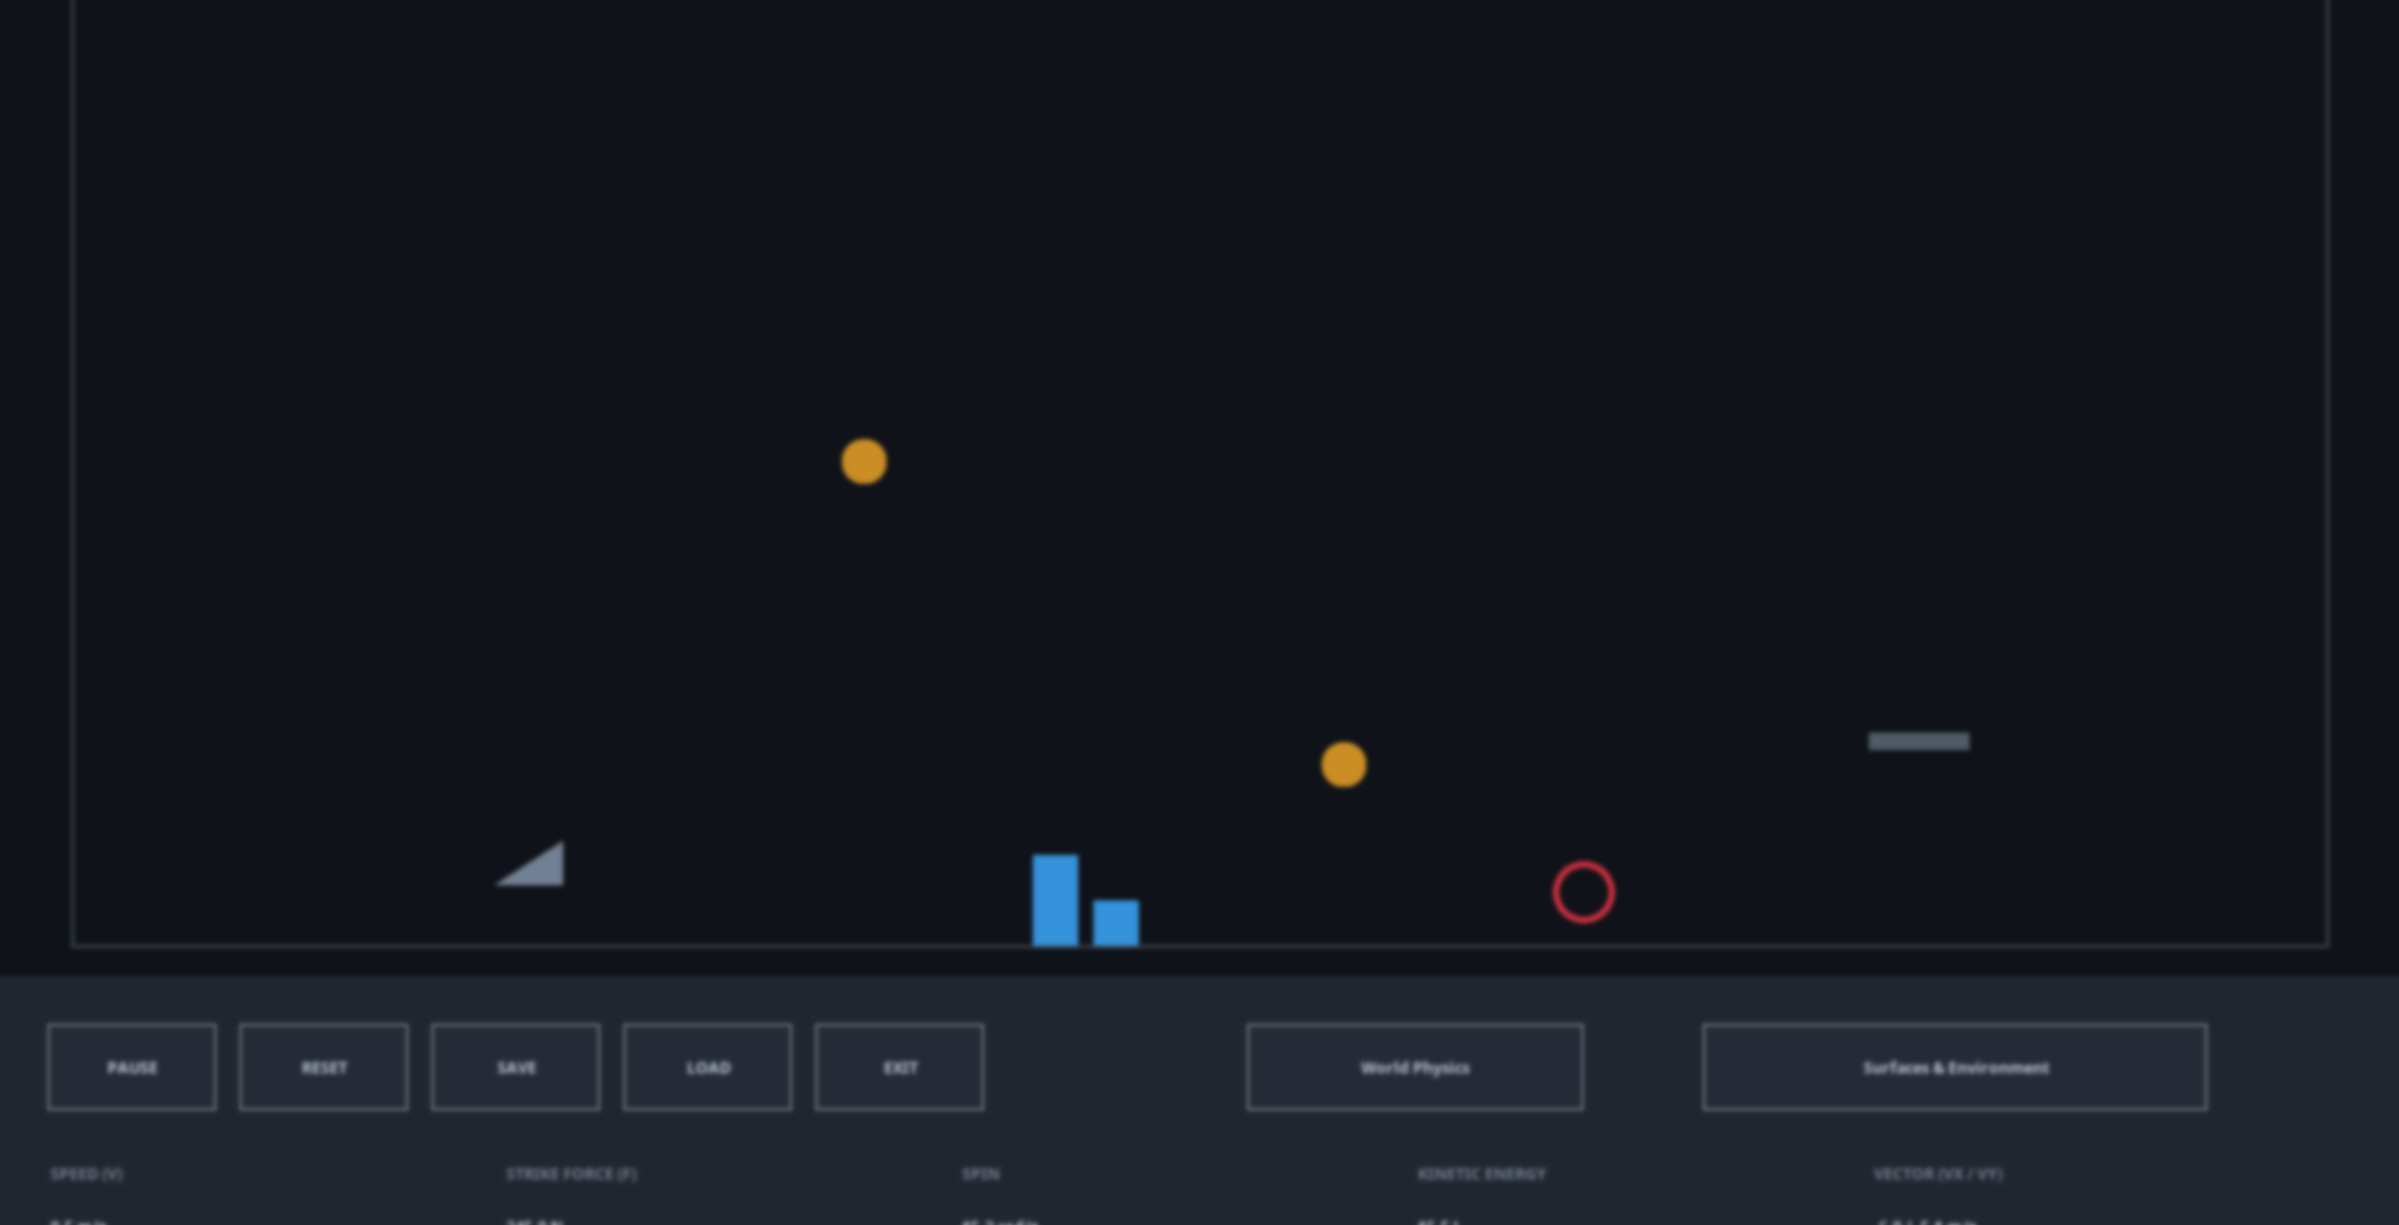 PAUSE RESET SAVE LOAD EXIT World Physics Surfaces & Environment
SPEED (V) STRIKE FORCE (F) SPIN KINETIC ENERGY VECTOR (VX / VY)